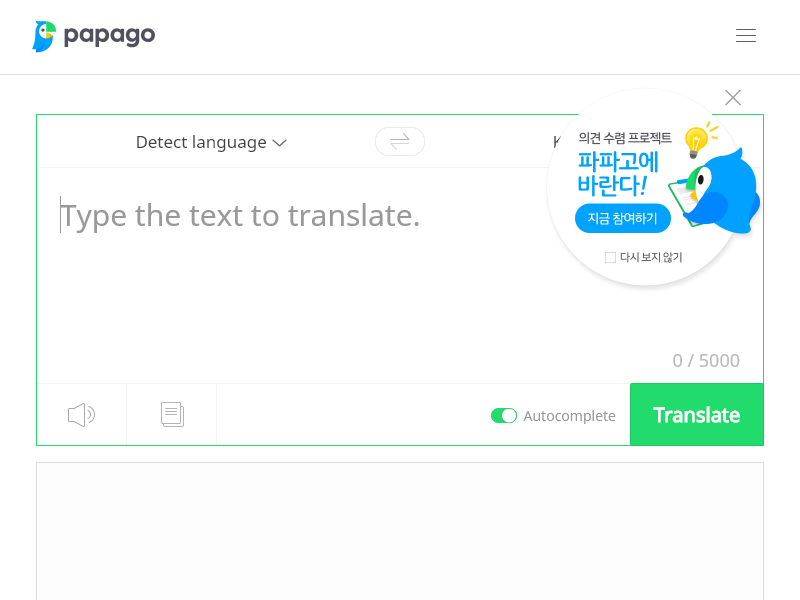 papago
Detect language
의견 수렴 프로젝트
파파고에
바란다!
지금 참여하기
다시 보지 않기
Type the text to translate.
0 / 5000
Autocomplete
Translate